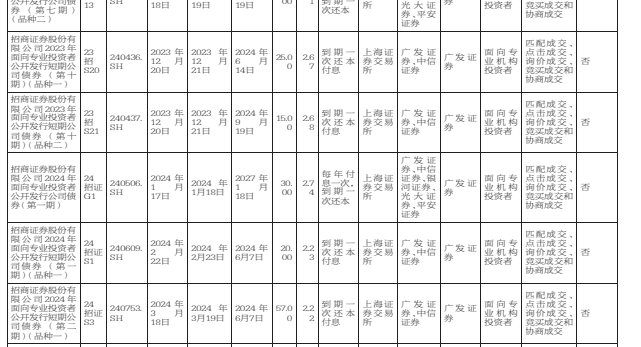 券(第七期)
(品种二)
13
18日
19日
19日
00
1
次还本
所
光大证
券、平安
证券
券
投资者
竞买成交和
协商成交
招商证券股份有
限公司2023年
面向专业投资者
公开发行短期公
司债券(第十
期)(品种一)
23
招
S20
240436.
SH
2023年
12月
20日
2023年
12月
21日
2024年
6月
14日
25.0
0
2.6
7
到期一
次还本
付息
上海证
券交易
所
广发证
券、中信
证券
广发证
券
面向专
业机构
投资者
匹配成交、
点击成交、
询价成交、
竞买成交和
协商成交
否
招商证券股份有
限公司2023年
面向专业投资者
公开发行短期公
司债券(第十
期)(品种二)
23
招
S21
240437.
SH
2023年
12月
20日
2023年
12月
21日
2024年
9月
19日
15.0
0
2.6
8
到期一
次还本
付息
上海证
券交易
所
广发证
券、中信
证券
广发证
券
面向专
业机构
投资者
匹配成交、
点击成交、
询价成交、
竞买成交和
协商成交
否
招商证券股份有
限公司2024年
面向专业投资者
公开发行公司债
券(第一期)
24
招证
G1
240506.
SH
2024年
1月
17日
2024年
1月18日
2027年
1月
18日
30.
00
2.7
4
每年付
息一次,
到期一
次还本
上海证
券交易
所
广发证
券、中信
证券、银
河证券、
光大证
券、平安
证券
广发证
券
面向专
业机构
投资者
匹配成交、
点击成交、
询价成交、
竞买成交和
协商成交
否
招商证券股份有
限公司2024年
面向专业投资者
公开发行短期公
司债券(第一
期)(品种一)
24
招证
S1
240609.
SH
2024年
2月
22日
2024年
2月23日
2024年
6月7日
20.
00
2.2
3
到期一
次还本
付息
上海证
券交易
所
广发证
券、中信
证券
广发证
券
面向专
业机构
投资者
匹配成交、
点击成交、
询价成交、
竞买成交和
协商成交
否
招商证券股份有
限公司2024年
面向专业投资者
公开发行短期公
司债券(第二
期)(品种一)
24
招证
S3
240753.
SH
2024年
3月
18日
2024年
3月19日
2024年
6月7日
57.0
0
2.2
2
到期一
次还本
付息
上海证
券交易
所
广发证
券、中信
证券
广发证
券
面向专
业机构
投资者
匹配成交、
点击成交、
询价成交、
竞买成交和
协商成交
否